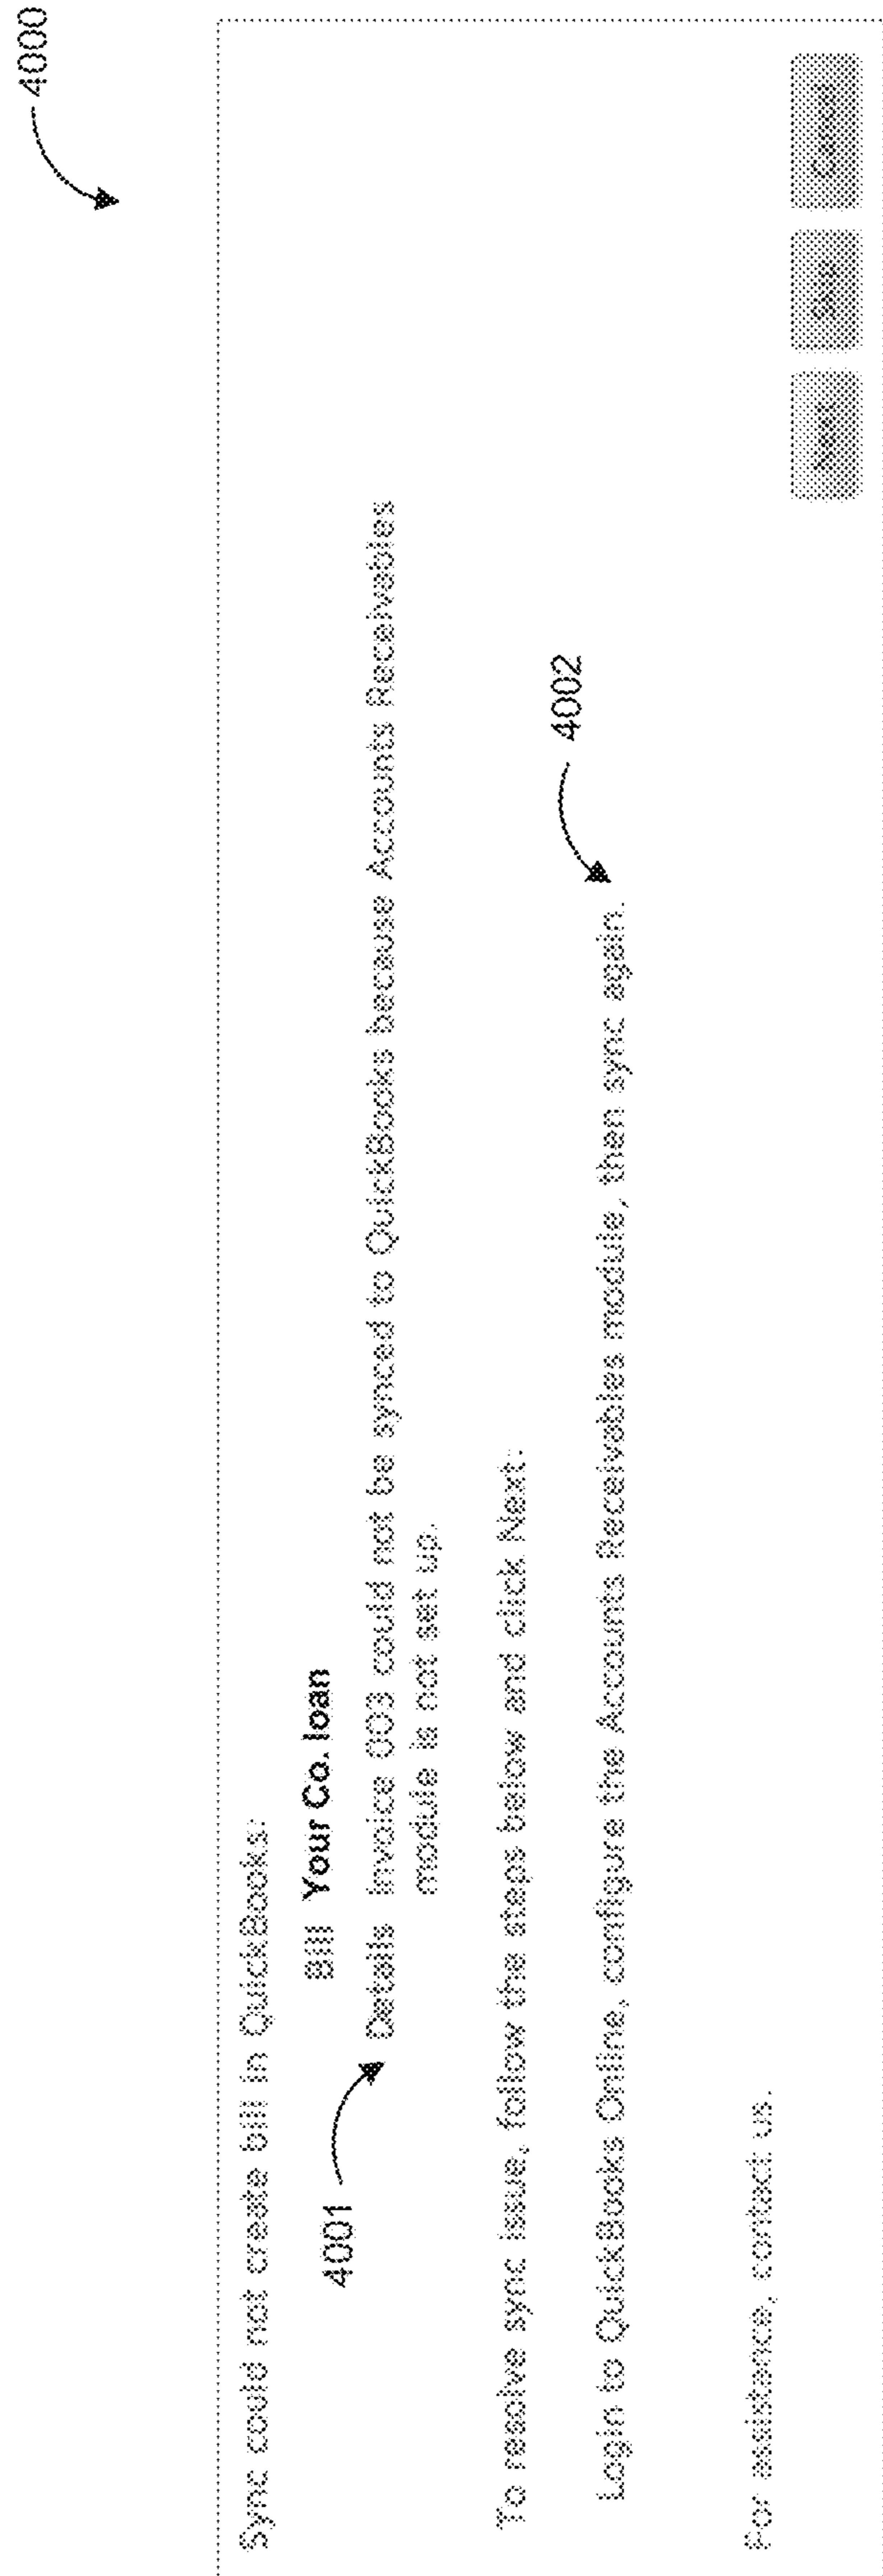 4000
Sync could not create bill in QuickBooks:
Bill Your Co. loan
4001
Details Invoice 003 could not be synced to QuickBooks because Accounts Receivables
module is not set up.
To resolve sync issue, follow the steps below and click Next:
4002
Login to QuickBooks Online, configure the Accounts Receivables module, then sync again.
For assistance, contact us.
Next Skip Cancel